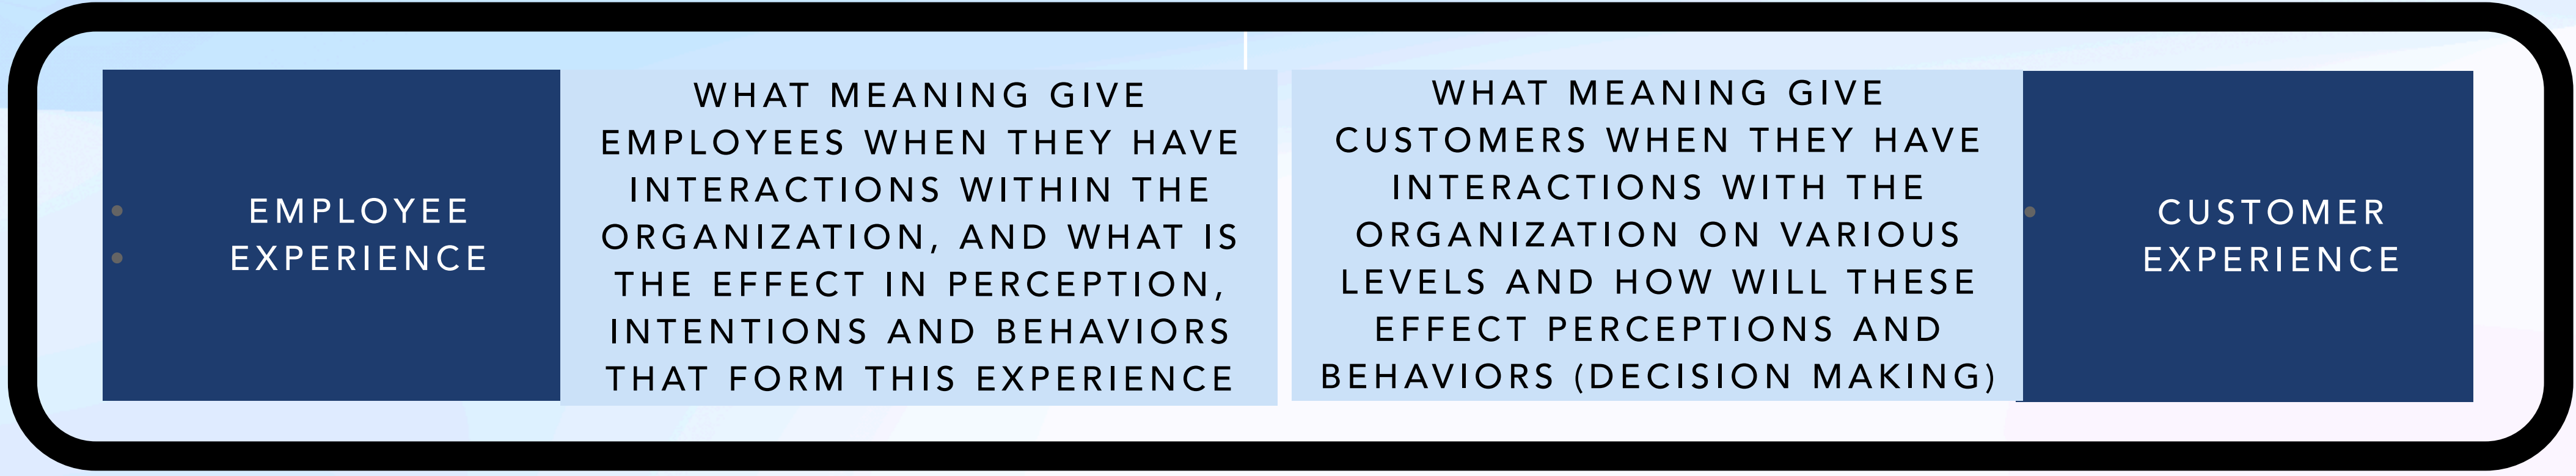 EMPLOYEE
EXPERIENCE
WHAT MEANING GIVE
EMPLOYEES WHEN THEY HAVE
INTERACTIONS WITHIN THE
ORGANIZATION, AND WHAT IS
THE EFFECT IN PERCEPTION,
INTENTIONS AND BEHAVIORS
THAT FORM THIS EXPERIENCE
WHAT MEANING GIVE
CUSTOMERS WHEN THEY HAVE
INTERACTIONS WITH THE
ORGANIZATION ON VARIOUS
LEVELS AND HOW WILL THESE
EFFECT PERCEPTIONS AND
BEHAVIORS (DECISION MAKING)
CUSTOMER
EXPERIENCE